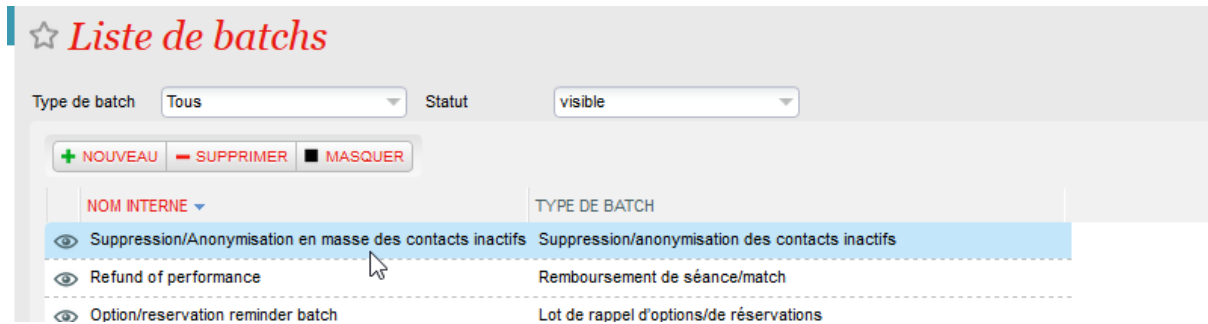 Liste de batchs
Type de batch Tous Statut visible
NOUVEAU SUPPRIMER MASQUER
NOM INTERNE TYPE DE BATCH
Suppression/Anonymisation en masse des contacts inactifs Suppression/anonymisation des contacts inactifs
Refund of performance Remboursement de séance/match
Option/reservation reminder batch Lot de rappel d'options/de réservations